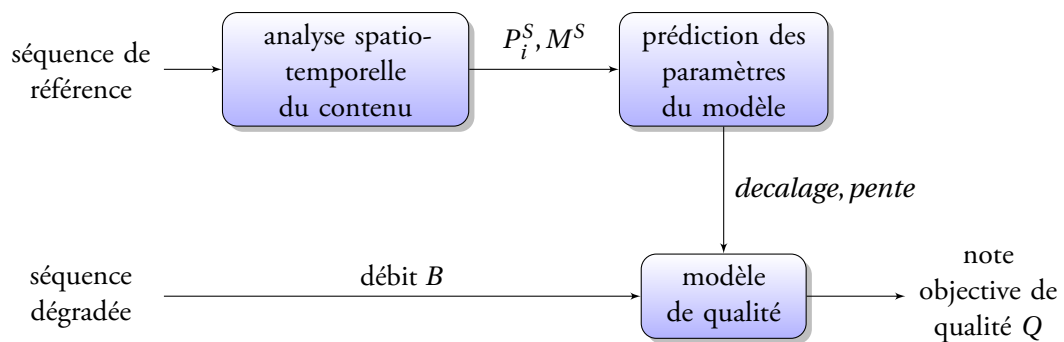 séquence de
référence
analyse spatio-
temporelle
du contenu
P_i^S, M^S
prédiction des
paramètres
du modèle
decalage, pente
séquence
dégradée
débit B
modèle
de qualité
note
objective de
qualité Q